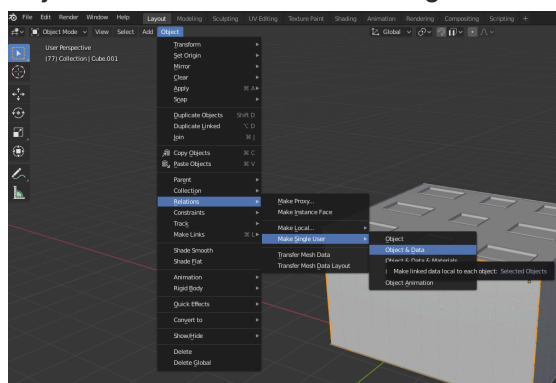 File Edit Render Window Help Layout Modeling Sculpting UV Editing Texture Paint Shading Animation Rendering Compositing Scripting +
Object Mode View Select Add Object Global
User Perspective
(77) Collection | Cube.001
Transform
Set Origin
Mirror
Clear
Apply ⌘ A
Snap
Duplicate Objects Shift D
Duplicate Linked ⌥ D
Join ⌘ J
Copy Objects ⌘ C
Paste Objects ⌘ V
Parent
Collection
Relations
Constraints
Track
Make Links ⌘ L
Shade Smooth
Shade Flat
Animation
Rigid Body
Quick Effects
Convert to
Show/Hide
Delete
Delete Global
Make Proxy...
Make Instance Face
Make Local...
Make Single User
Transfer Mesh Data
Transfer Mesh Data Layout
Object
Object & Data
Object & Data & Materials
Make linked data local to each object: Selected Objects
Object Animation